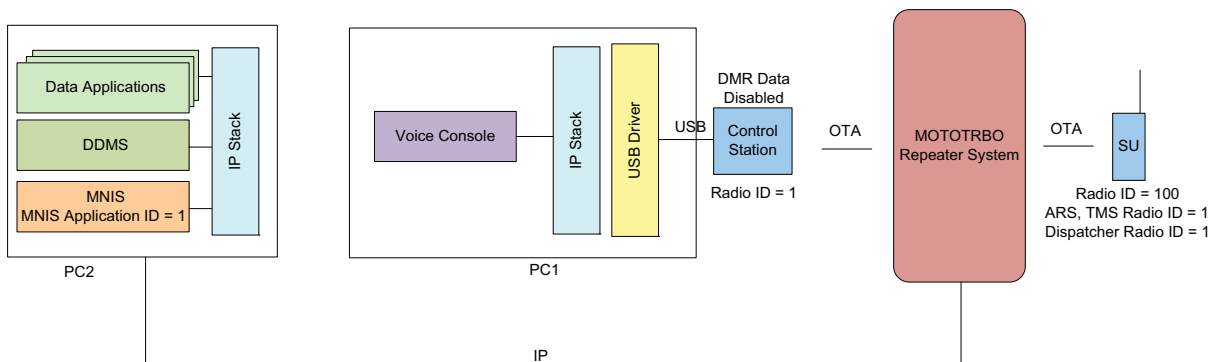 Data Applications
DDMS
MNIS
MNIS Application ID = 1
IP Stack
PC2
Voice Console
IP Stack
USB Driver
PC1
USB
DMR Data
Disabled
Control
Station
Radio ID = 1
OTA
MOTOTRBO
Repeater System
OTA
SU
Radio ID = 100
ARS, TMS Radio ID = 1
Dispatcher Radio ID = 1
IP